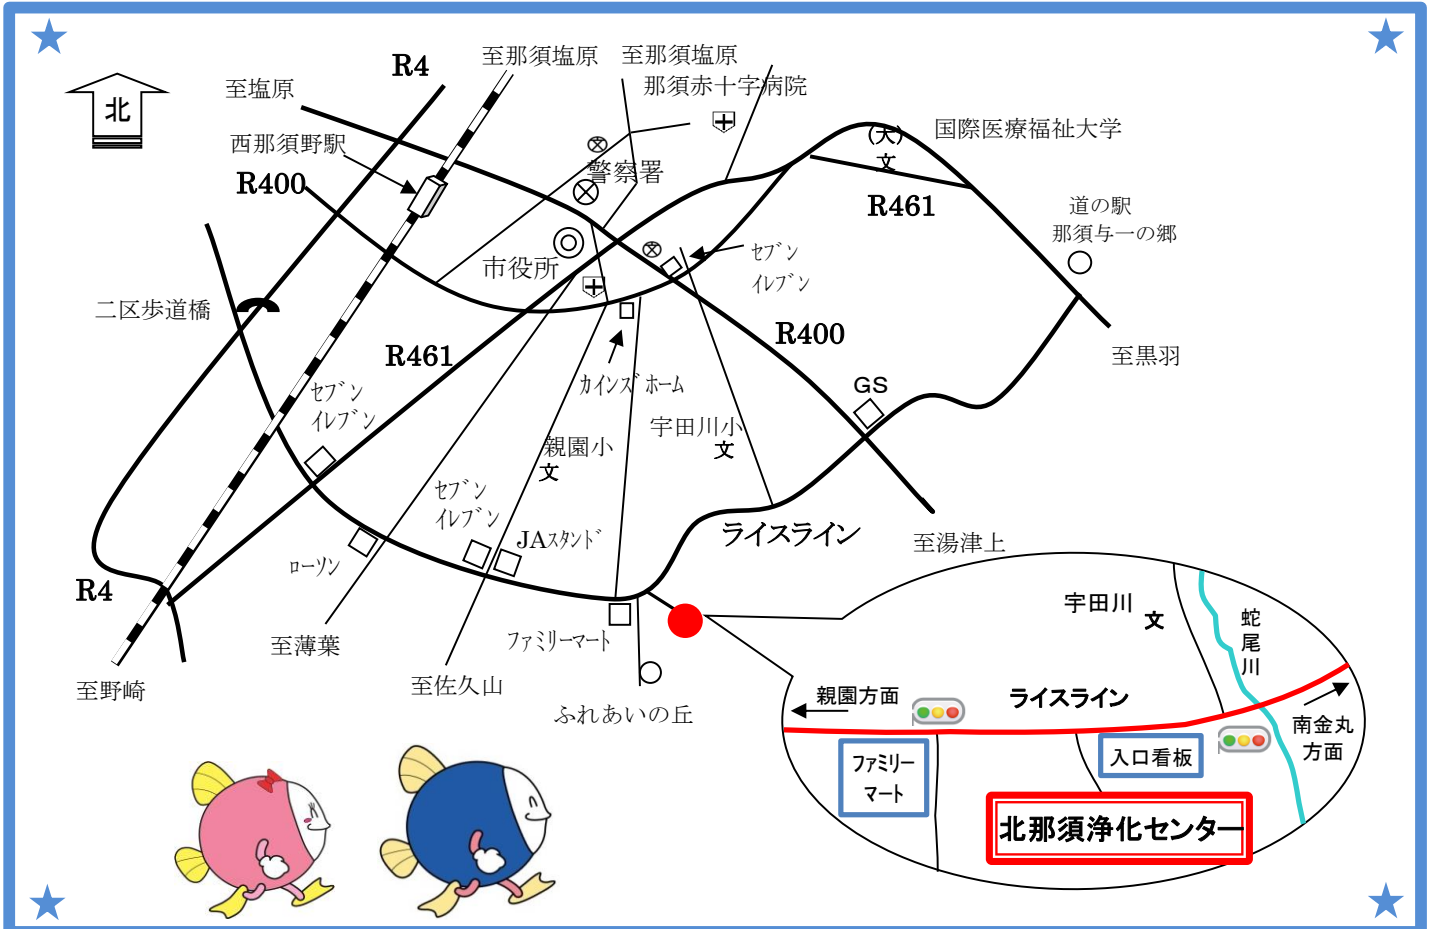 北
R4
至那須塩原
至那須塩原
那須赤十字病院
至塩原
西那須野駅
R400
警察署
(大)
文
国際医療福祉大学
R461
道の駅
那須与一の郷
市役所
セブン
イレブン
二区歩道橋
R400
至黒羽
R461
カインズホーム
GS
セブン
イレブン
親園小
文
宇田川小
文
セブン
イレブン
JAスタンド
ライスライン
至湯津上
ローソン
R4
ファミリーマート
至薄葉
至野崎
至佐久山
ふれあいの丘
宇田川
文
蛇
尾
川
親園方面
ライスライン
南金丸
方面
ファミリー
マート
入口看板
北那須浄化センター